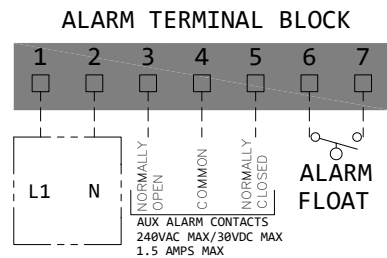 ALARM TERMINAL BLOCK
1 2 3 4 5 6 7
L1 N
NORMALLY
OPEN
COMMON
NORMALLY
CLOSED
ALARM
FLOAT
AUX ALARM CONTACTS
240VAC MAX/30VDC MAX
1.5 AMPS MAX